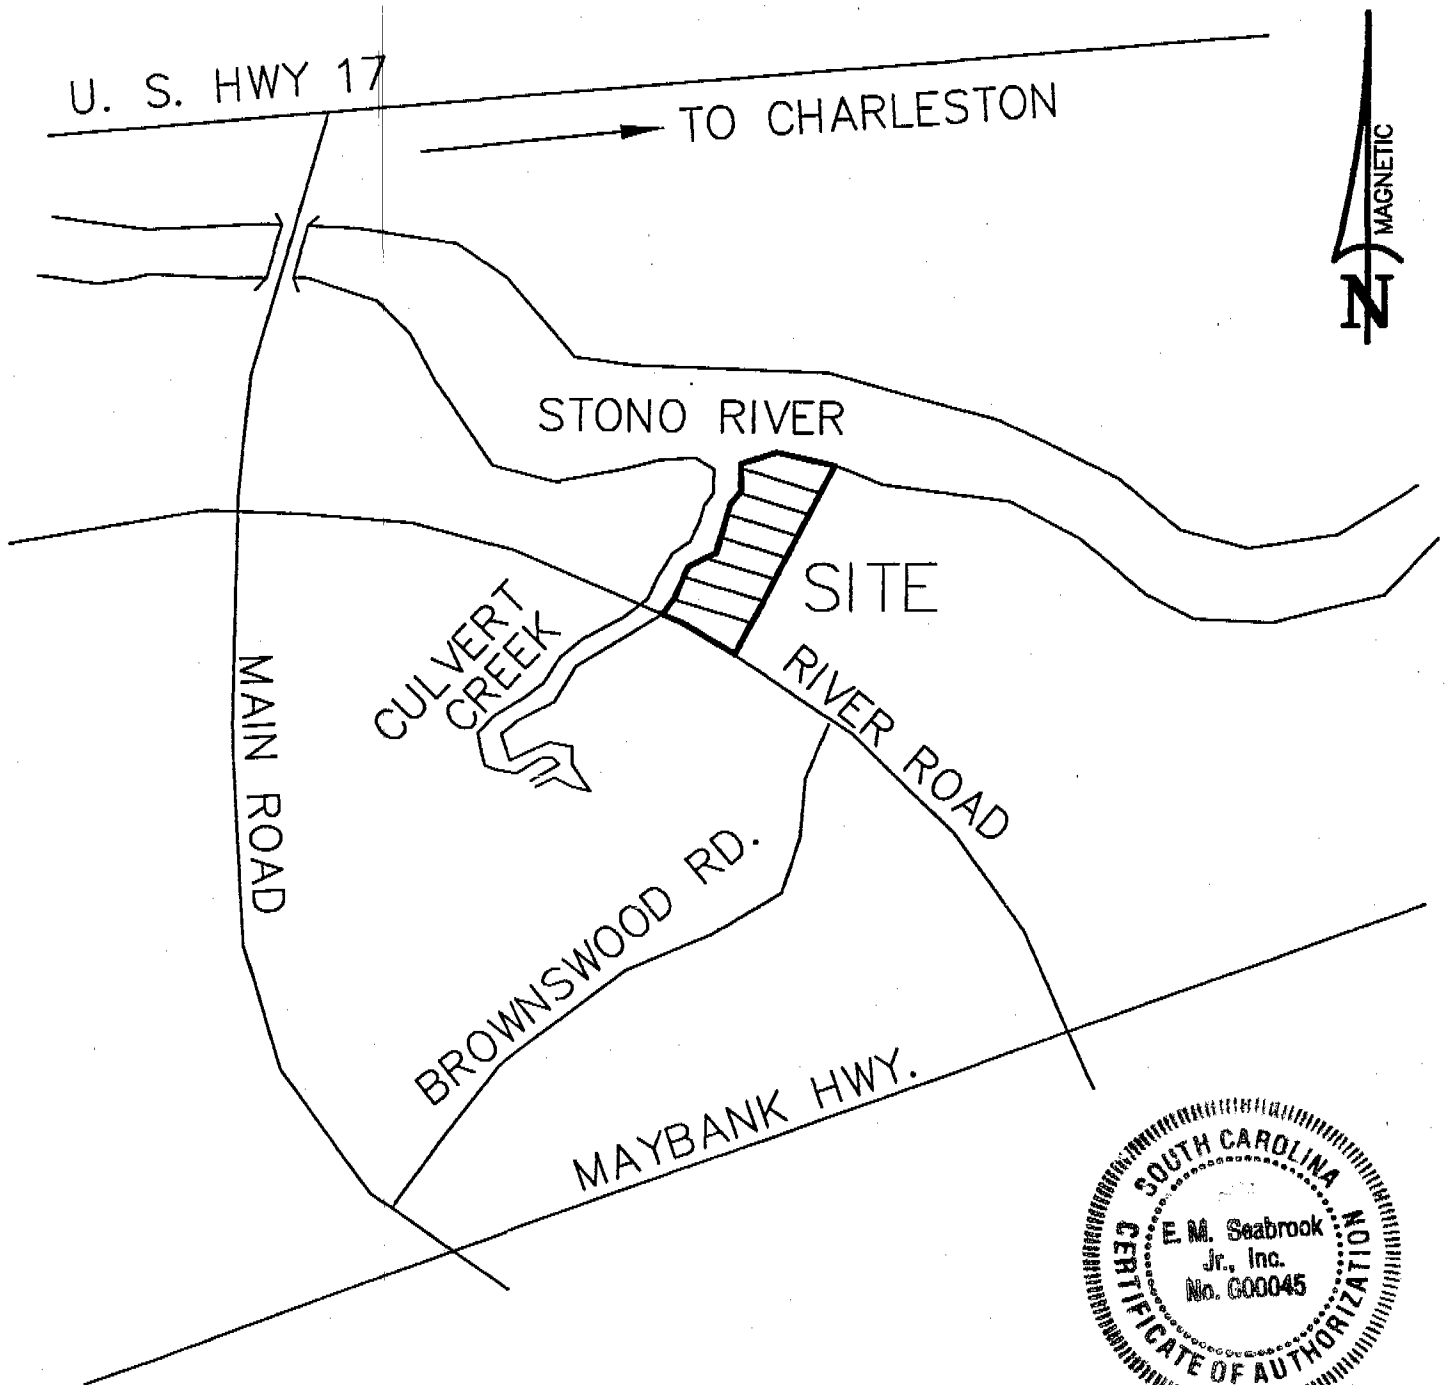 U. S. HWY 17
TO CHARLESTON
MAGNETIC
N
STONO RIVER
SITE
CULVERT
CREEK
RIVER ROAD
MAIN ROAD
BROWNSWOOD RD.
MAYBANK HWY.
SOUTH CAROLINA
E. M. Seabrook
Jr., Inc.
No. C00045
CERTIFICATE OF AUTHORIZATION